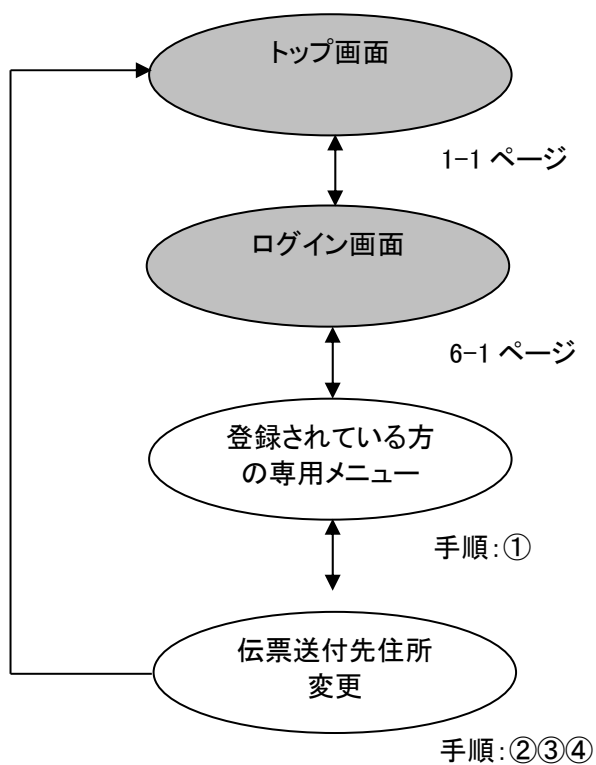 トップ画面
1-1 ページ
ログイン画面
6-1 ページ
登録されている方
の専用メニュー
手順：①
伝票送付先住所
変更
手順：②③④